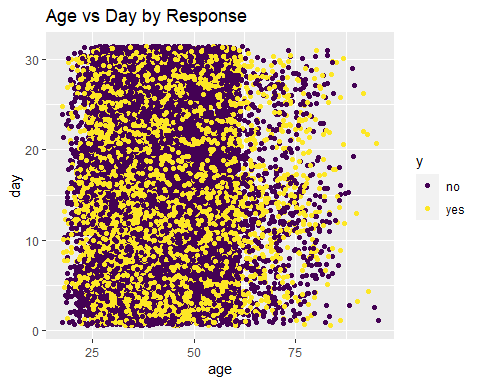 Age vs Day by Response
30
20
10
0
day
25 50 75
age
y
no
yes